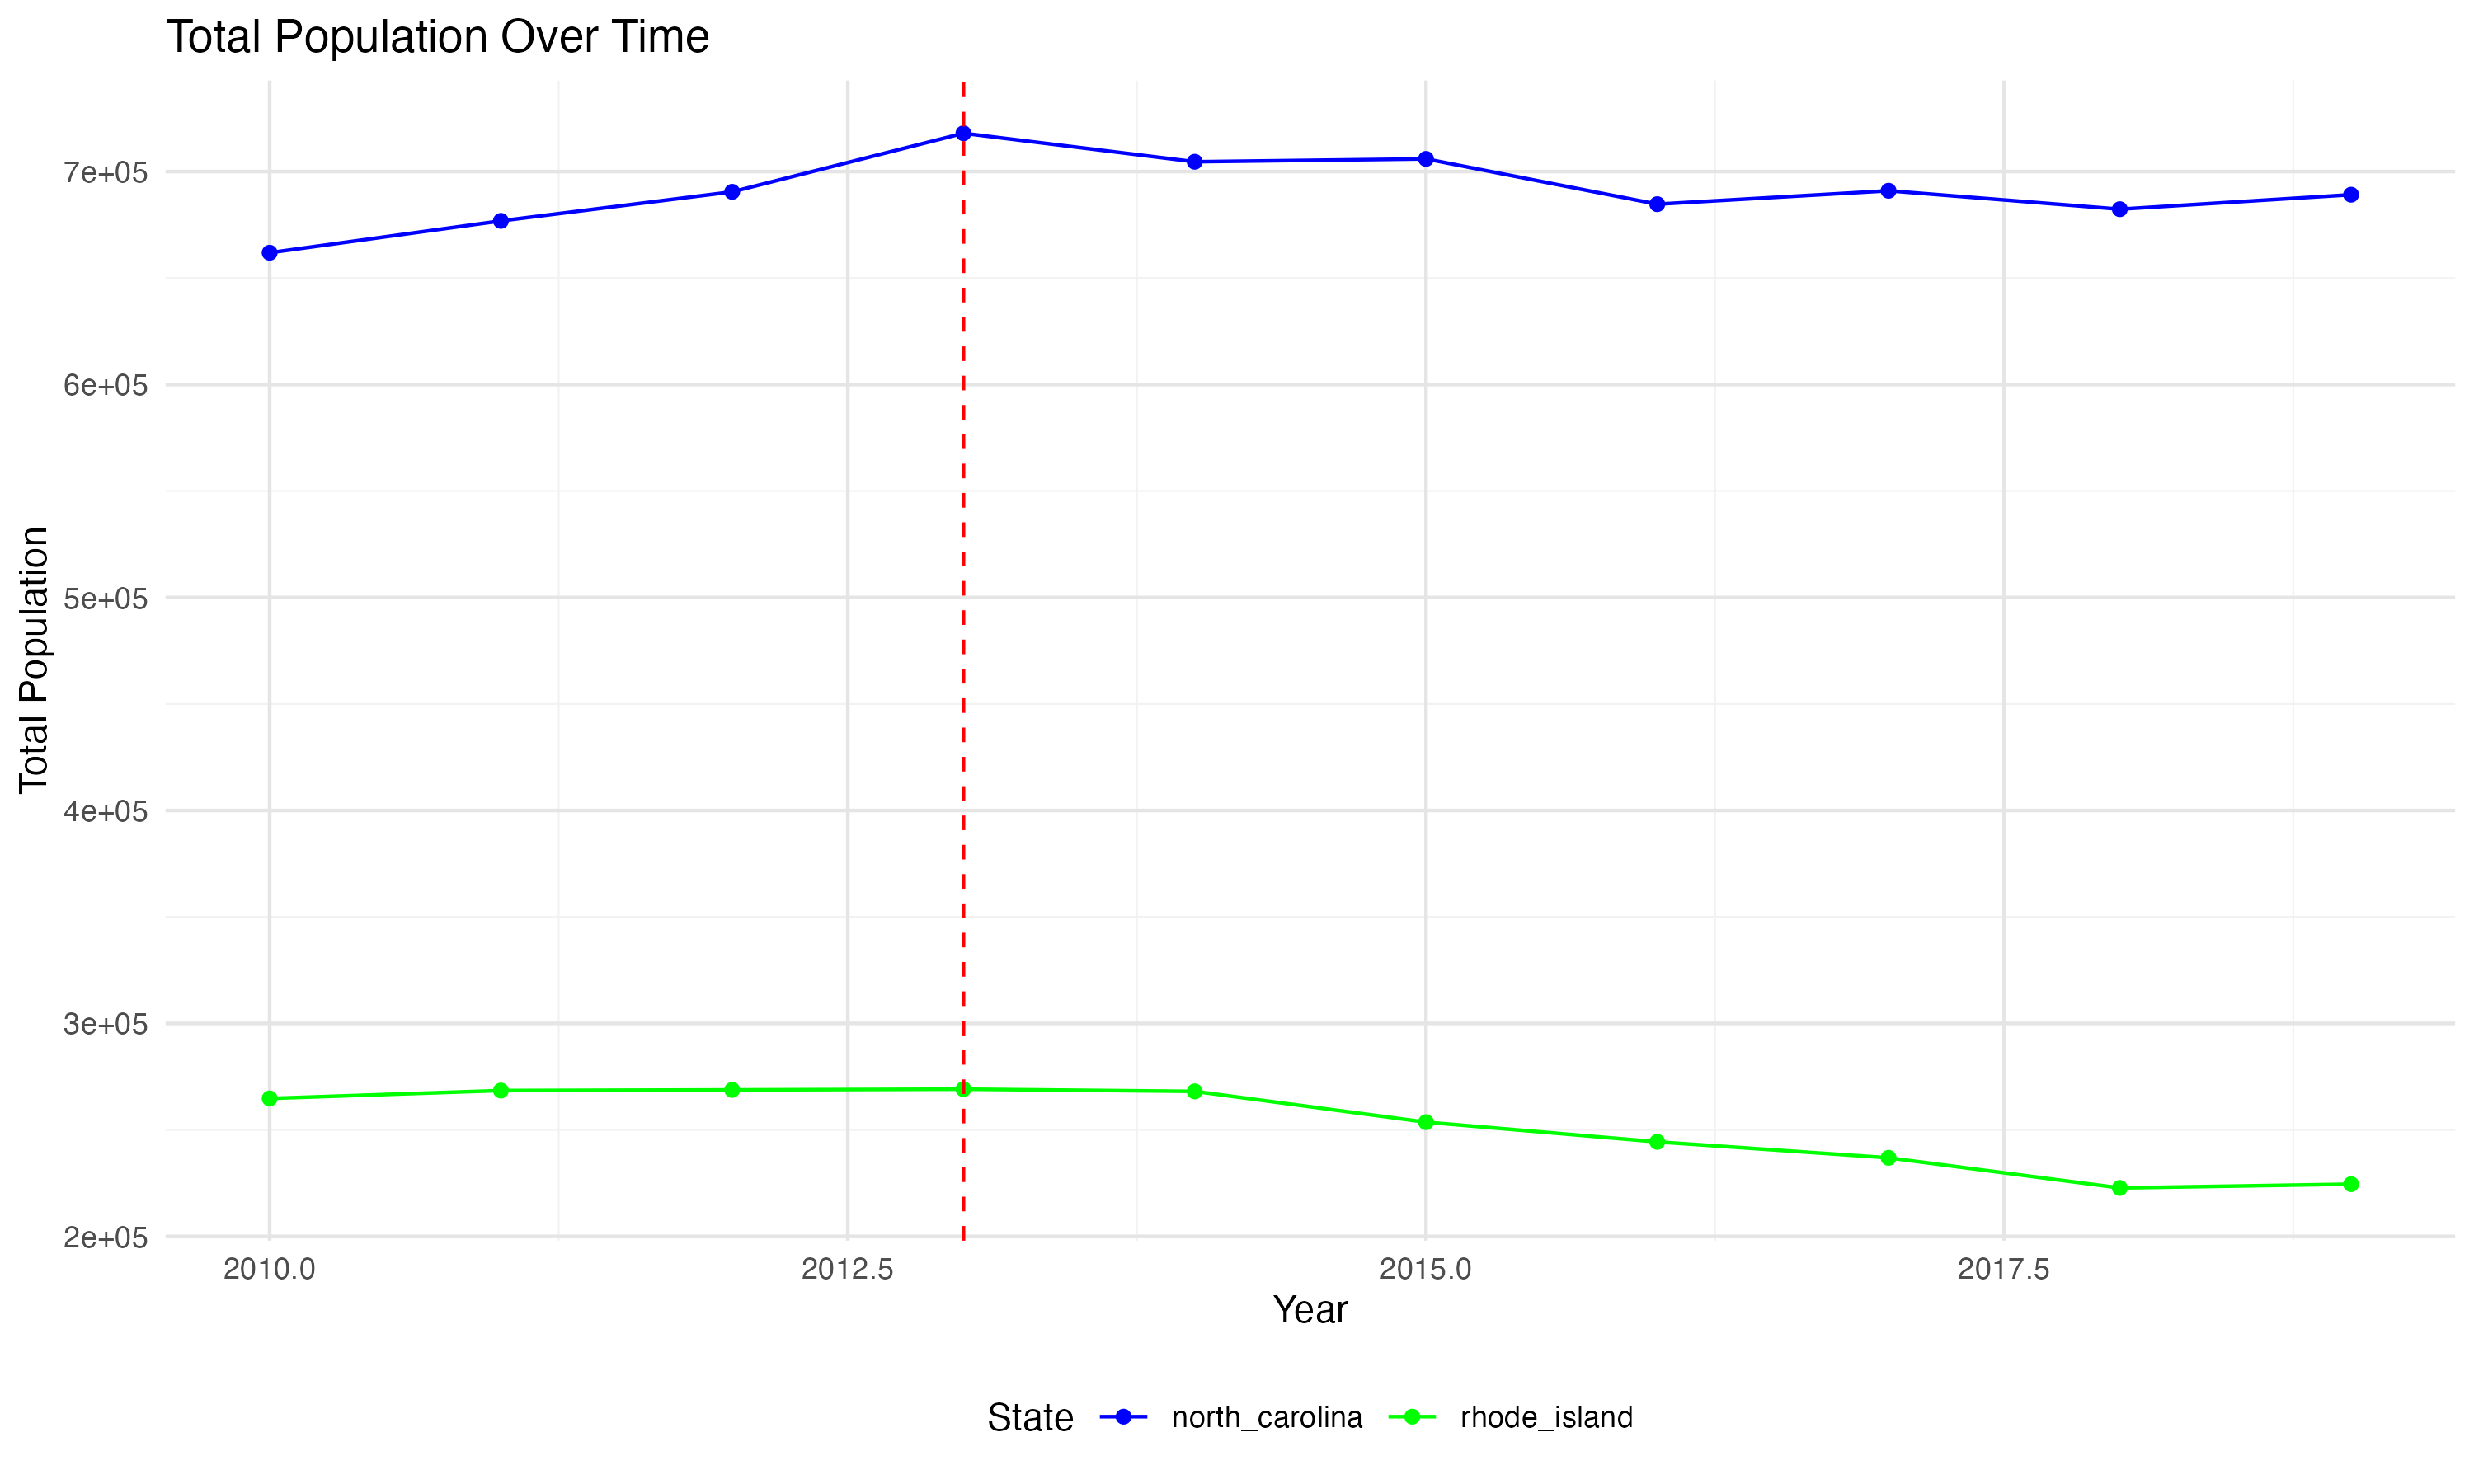 Total Population Over Time
Total Population
7e+05
6e+05
5e+05
4e+05
3e+05
2e+05
2010.0 2012.5 2015.0 2017.5
Year
State north_carolina rhode_island